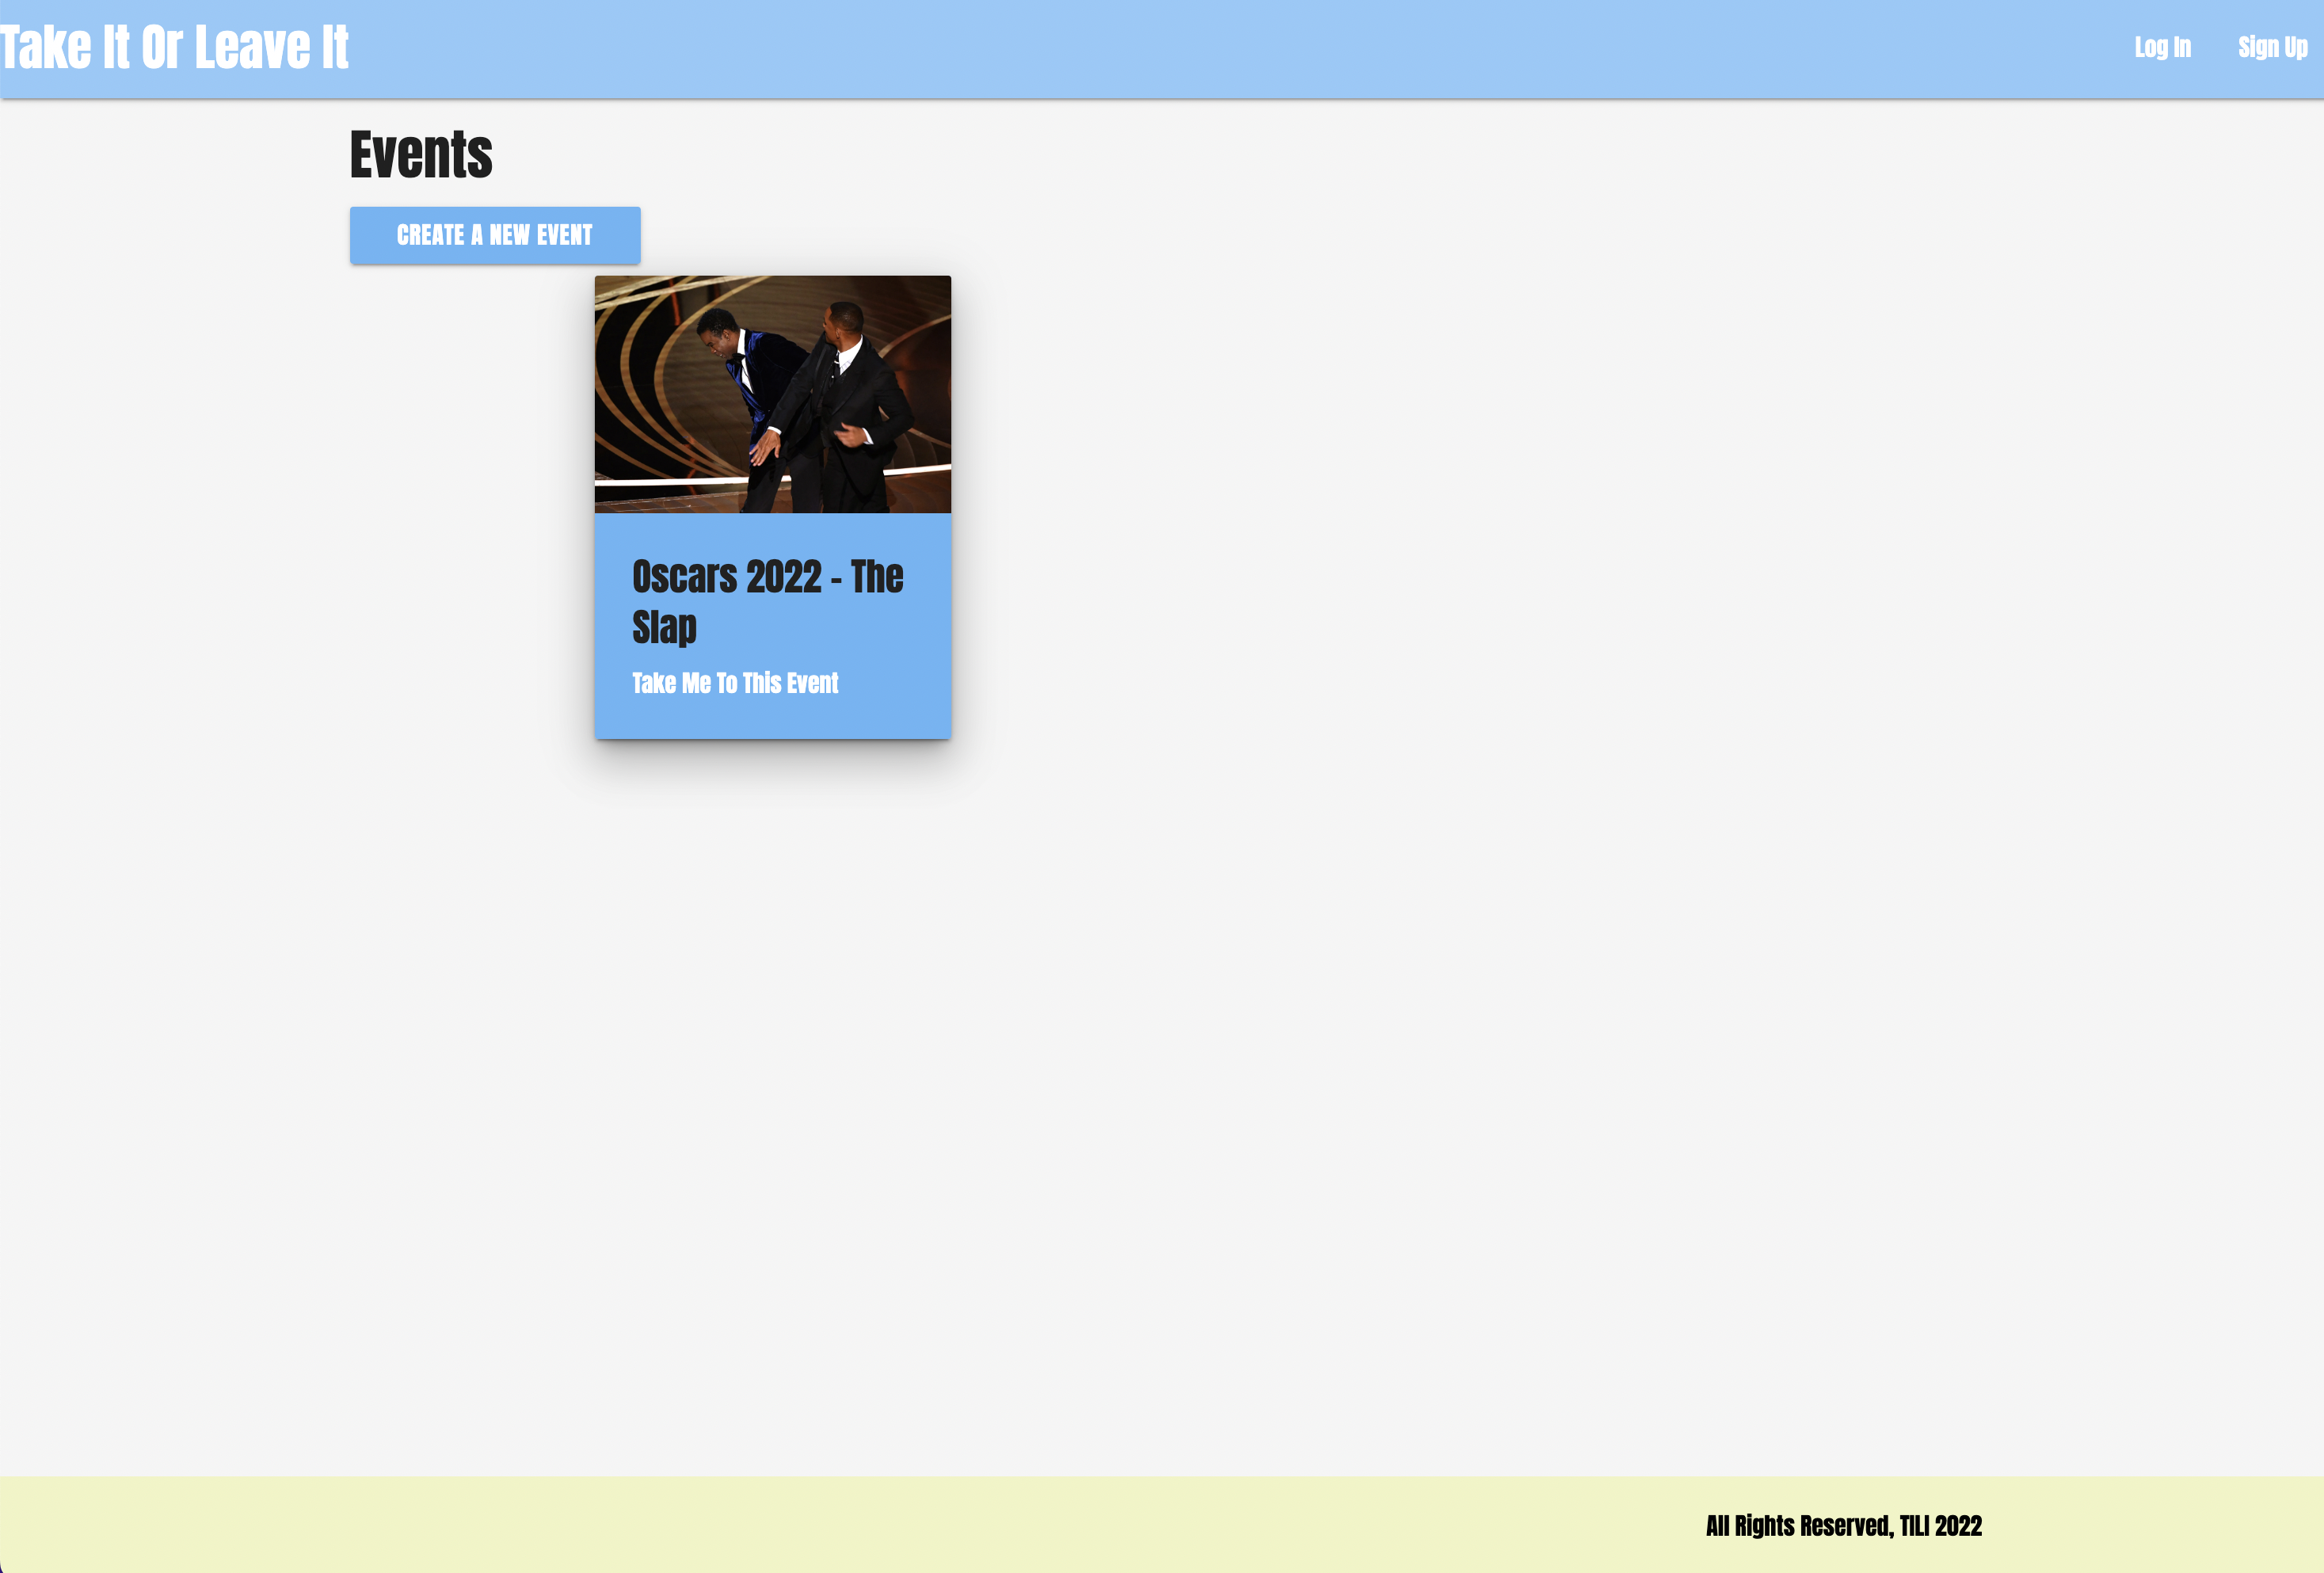 Take It Or Leave It
Log In
Sign Up
Events
CREATE A NEW EVENT
Oscars 2022 - The
Slap
Take Me To This Event
All Rights Reserved, TILI 2022